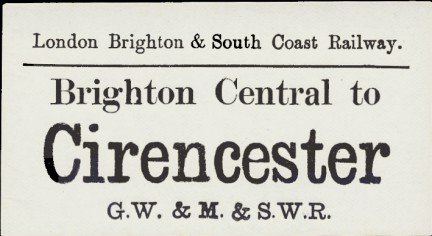 London Brighton & South Coast Railway.
Brighton Central to
Cirencester
G.W. & M. & S.W.R.